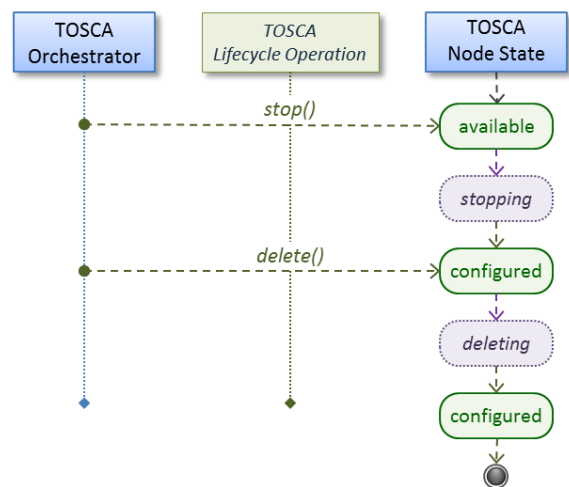 TOSCA
Orchestrator
TOSCA
Lifecycle Operation
TOSCA
Node State
stop()
available
stopping
delete()
configured
deleting
configured